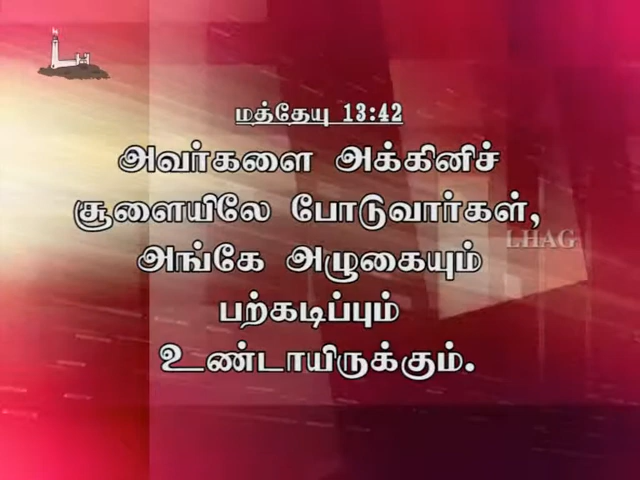 மத்தேயு 13:42
அவர்களை அக்கினிச்
சூளையிலே போடுவார்கள்,
LHAG
அங்கே அழுகையும்
பற்கடிப்பும்
உண்டாயிருக்கும்.